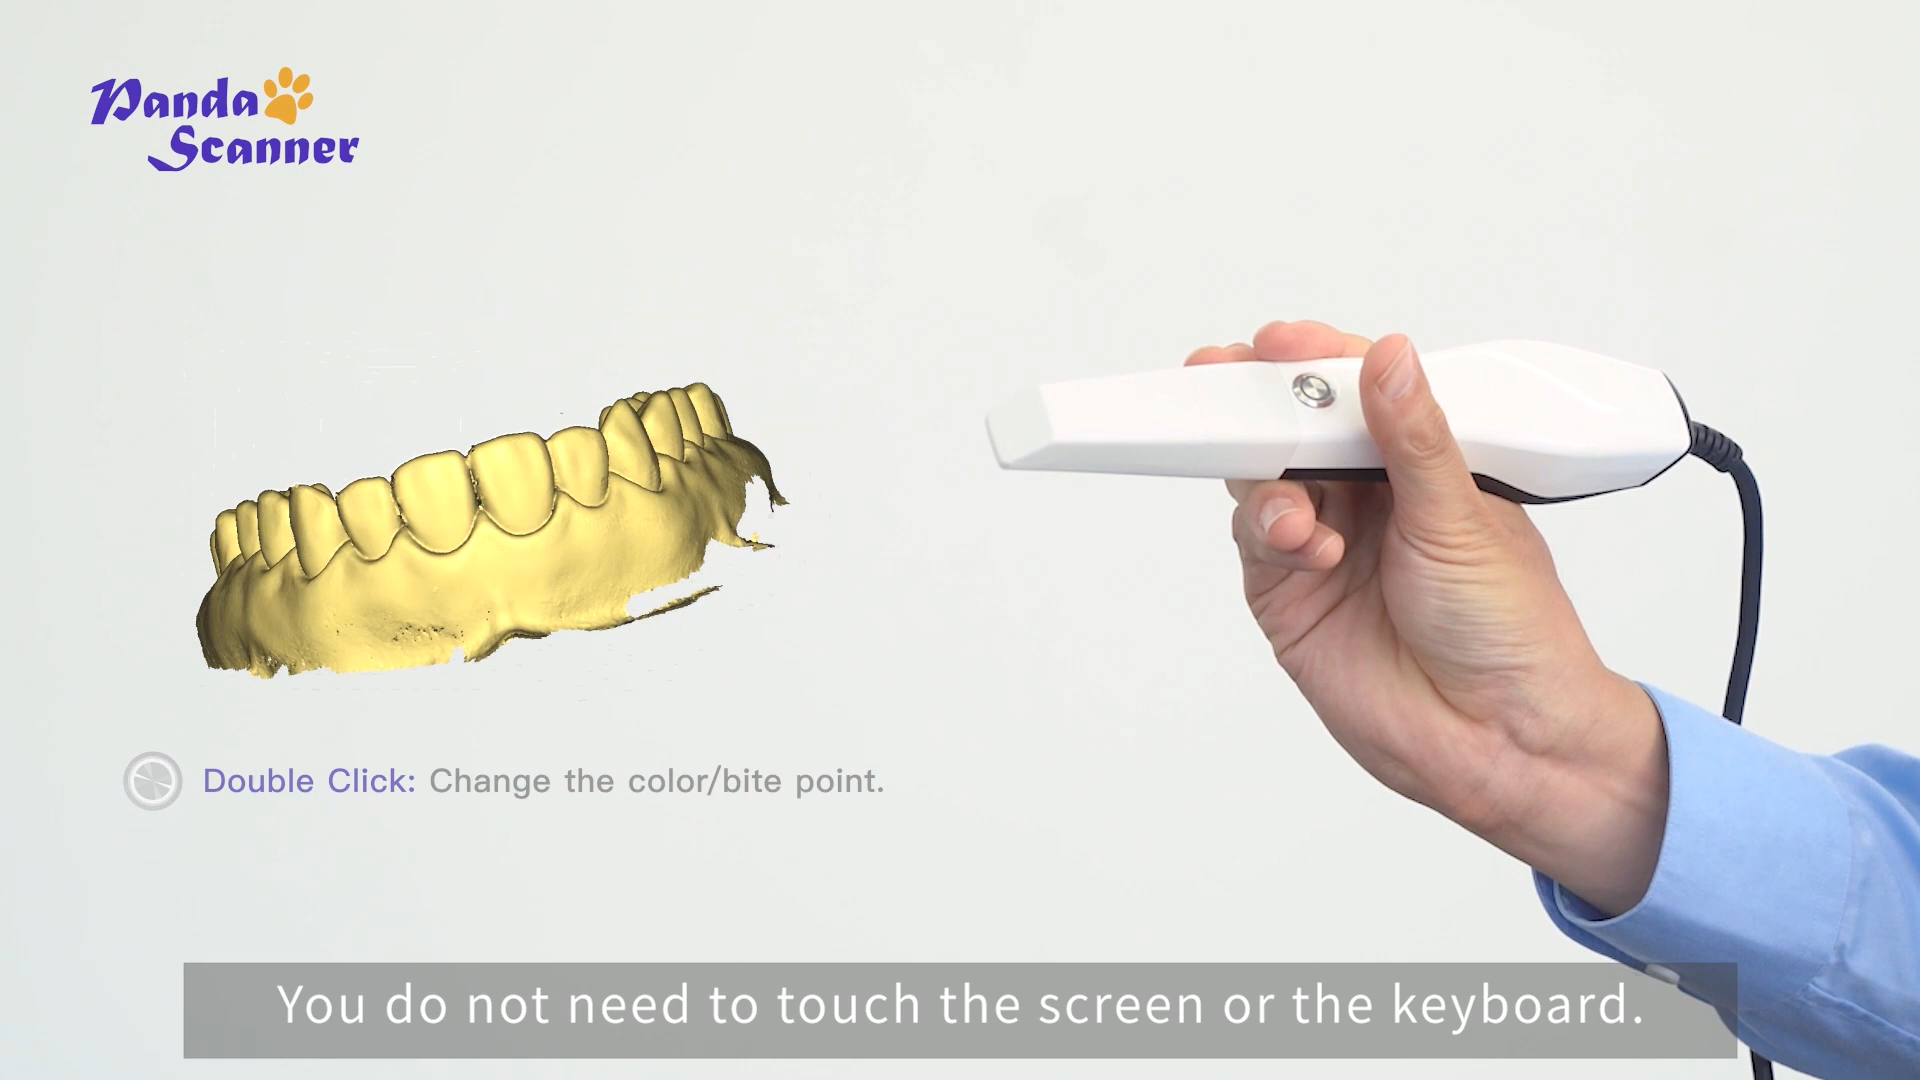 Panda
Scanner
Double Click: Change the color/bite point.
You do not need to touch the screen or the keyboard.